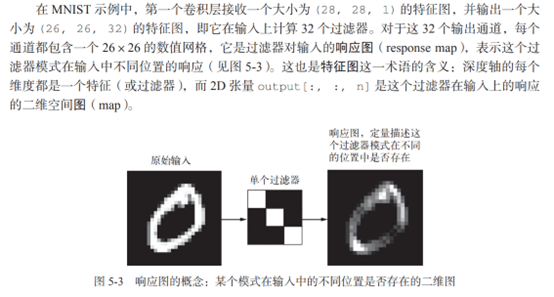 在 MNIST 示例中，第一个卷积层接收一个大小为 (28, 28, 1) 的特征图，并输出一个大
小为 (26, 26, 32) 的特征图，即它在输入上计算 32 个过滤器。对于这 32 个输出通道，每个
通道都包含一个 26×26 的数值网格，它是过滤器对输入的响应图（response map），表示这个过
滤器模式在输入中不同位置的响应（见图 5-3）。这也是特征图这一术语的含义：深度轴的每个
维度都是一个特征（或过滤器），而 2D 张量 output[:, :, n] 是这个过滤器在输入上的响应
的二维空间图（map）。
响应图，定量描述这
个过滤器模式在不同
的位置中是否存在
原始输入
单个过滤器
图 5-3 响应图的概念：某个模式在输入中的不同位置是否存在的二维图